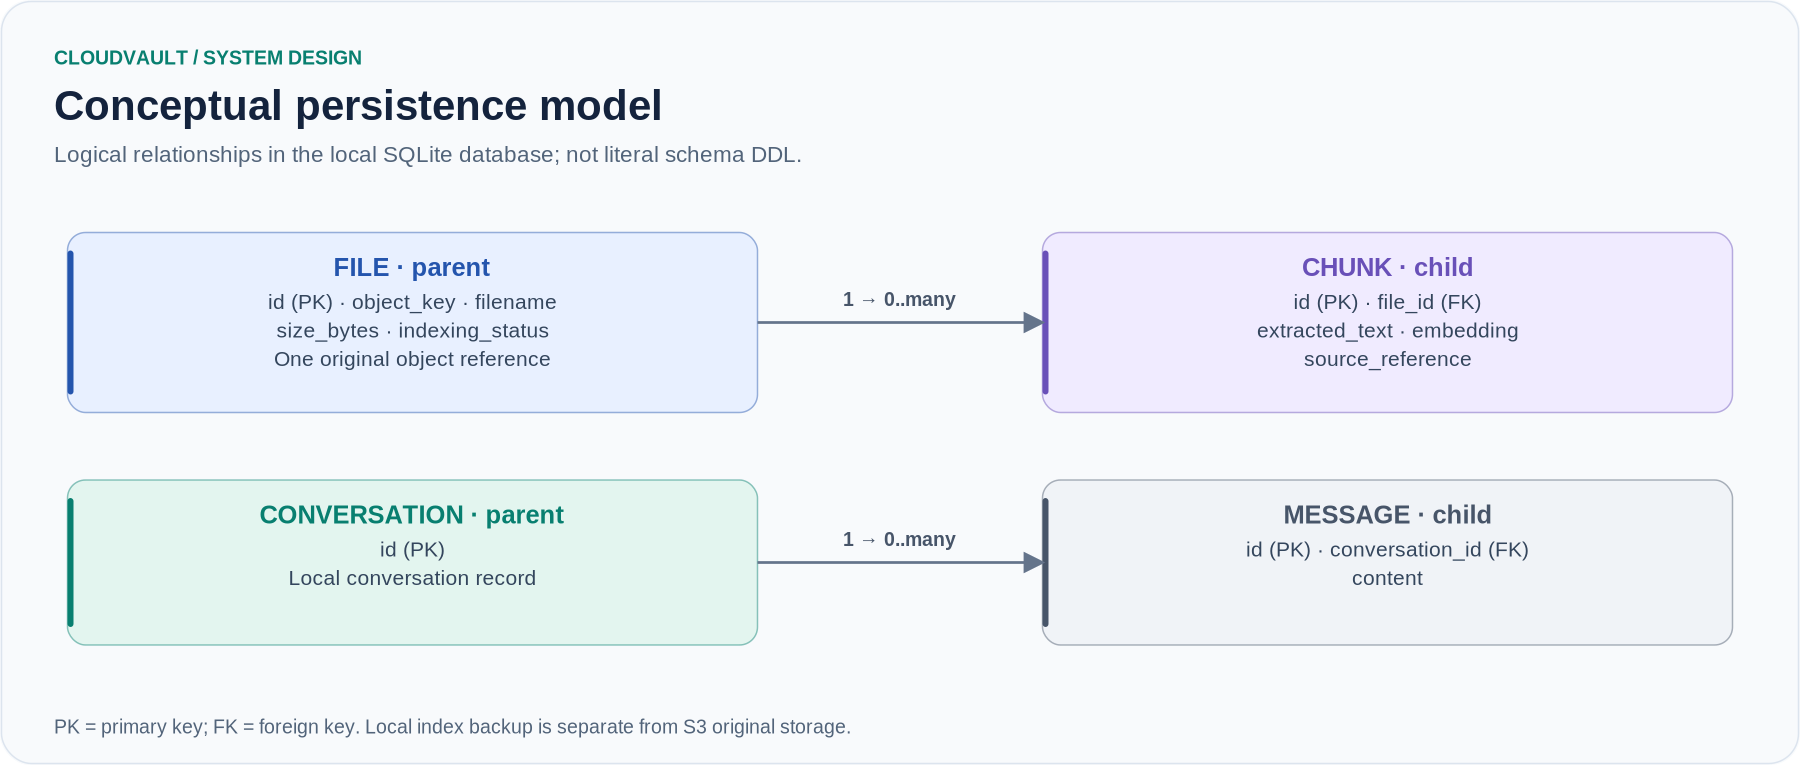 CLOUDVAULT / SYSTEM DESIGN
Conceptual persistence model
Logical relationships in the local SQLite database; not literal schema DDL.
FILE · parent
id (PK) · object_key · filename
size_bytes · indexing_status
One original object reference
1 → 0..many
CHUNK · child
id (PK) · file_id (FK)
extracted_text · embedding
source_reference
CONVERSATION · parent
id (PK)
Local conversation record
1 → 0..many
MESSAGE · child
id (PK) · conversation_id (FK)
content
PK = primary key; FK = foreign key. Local index backup is separate from S3 original storage.